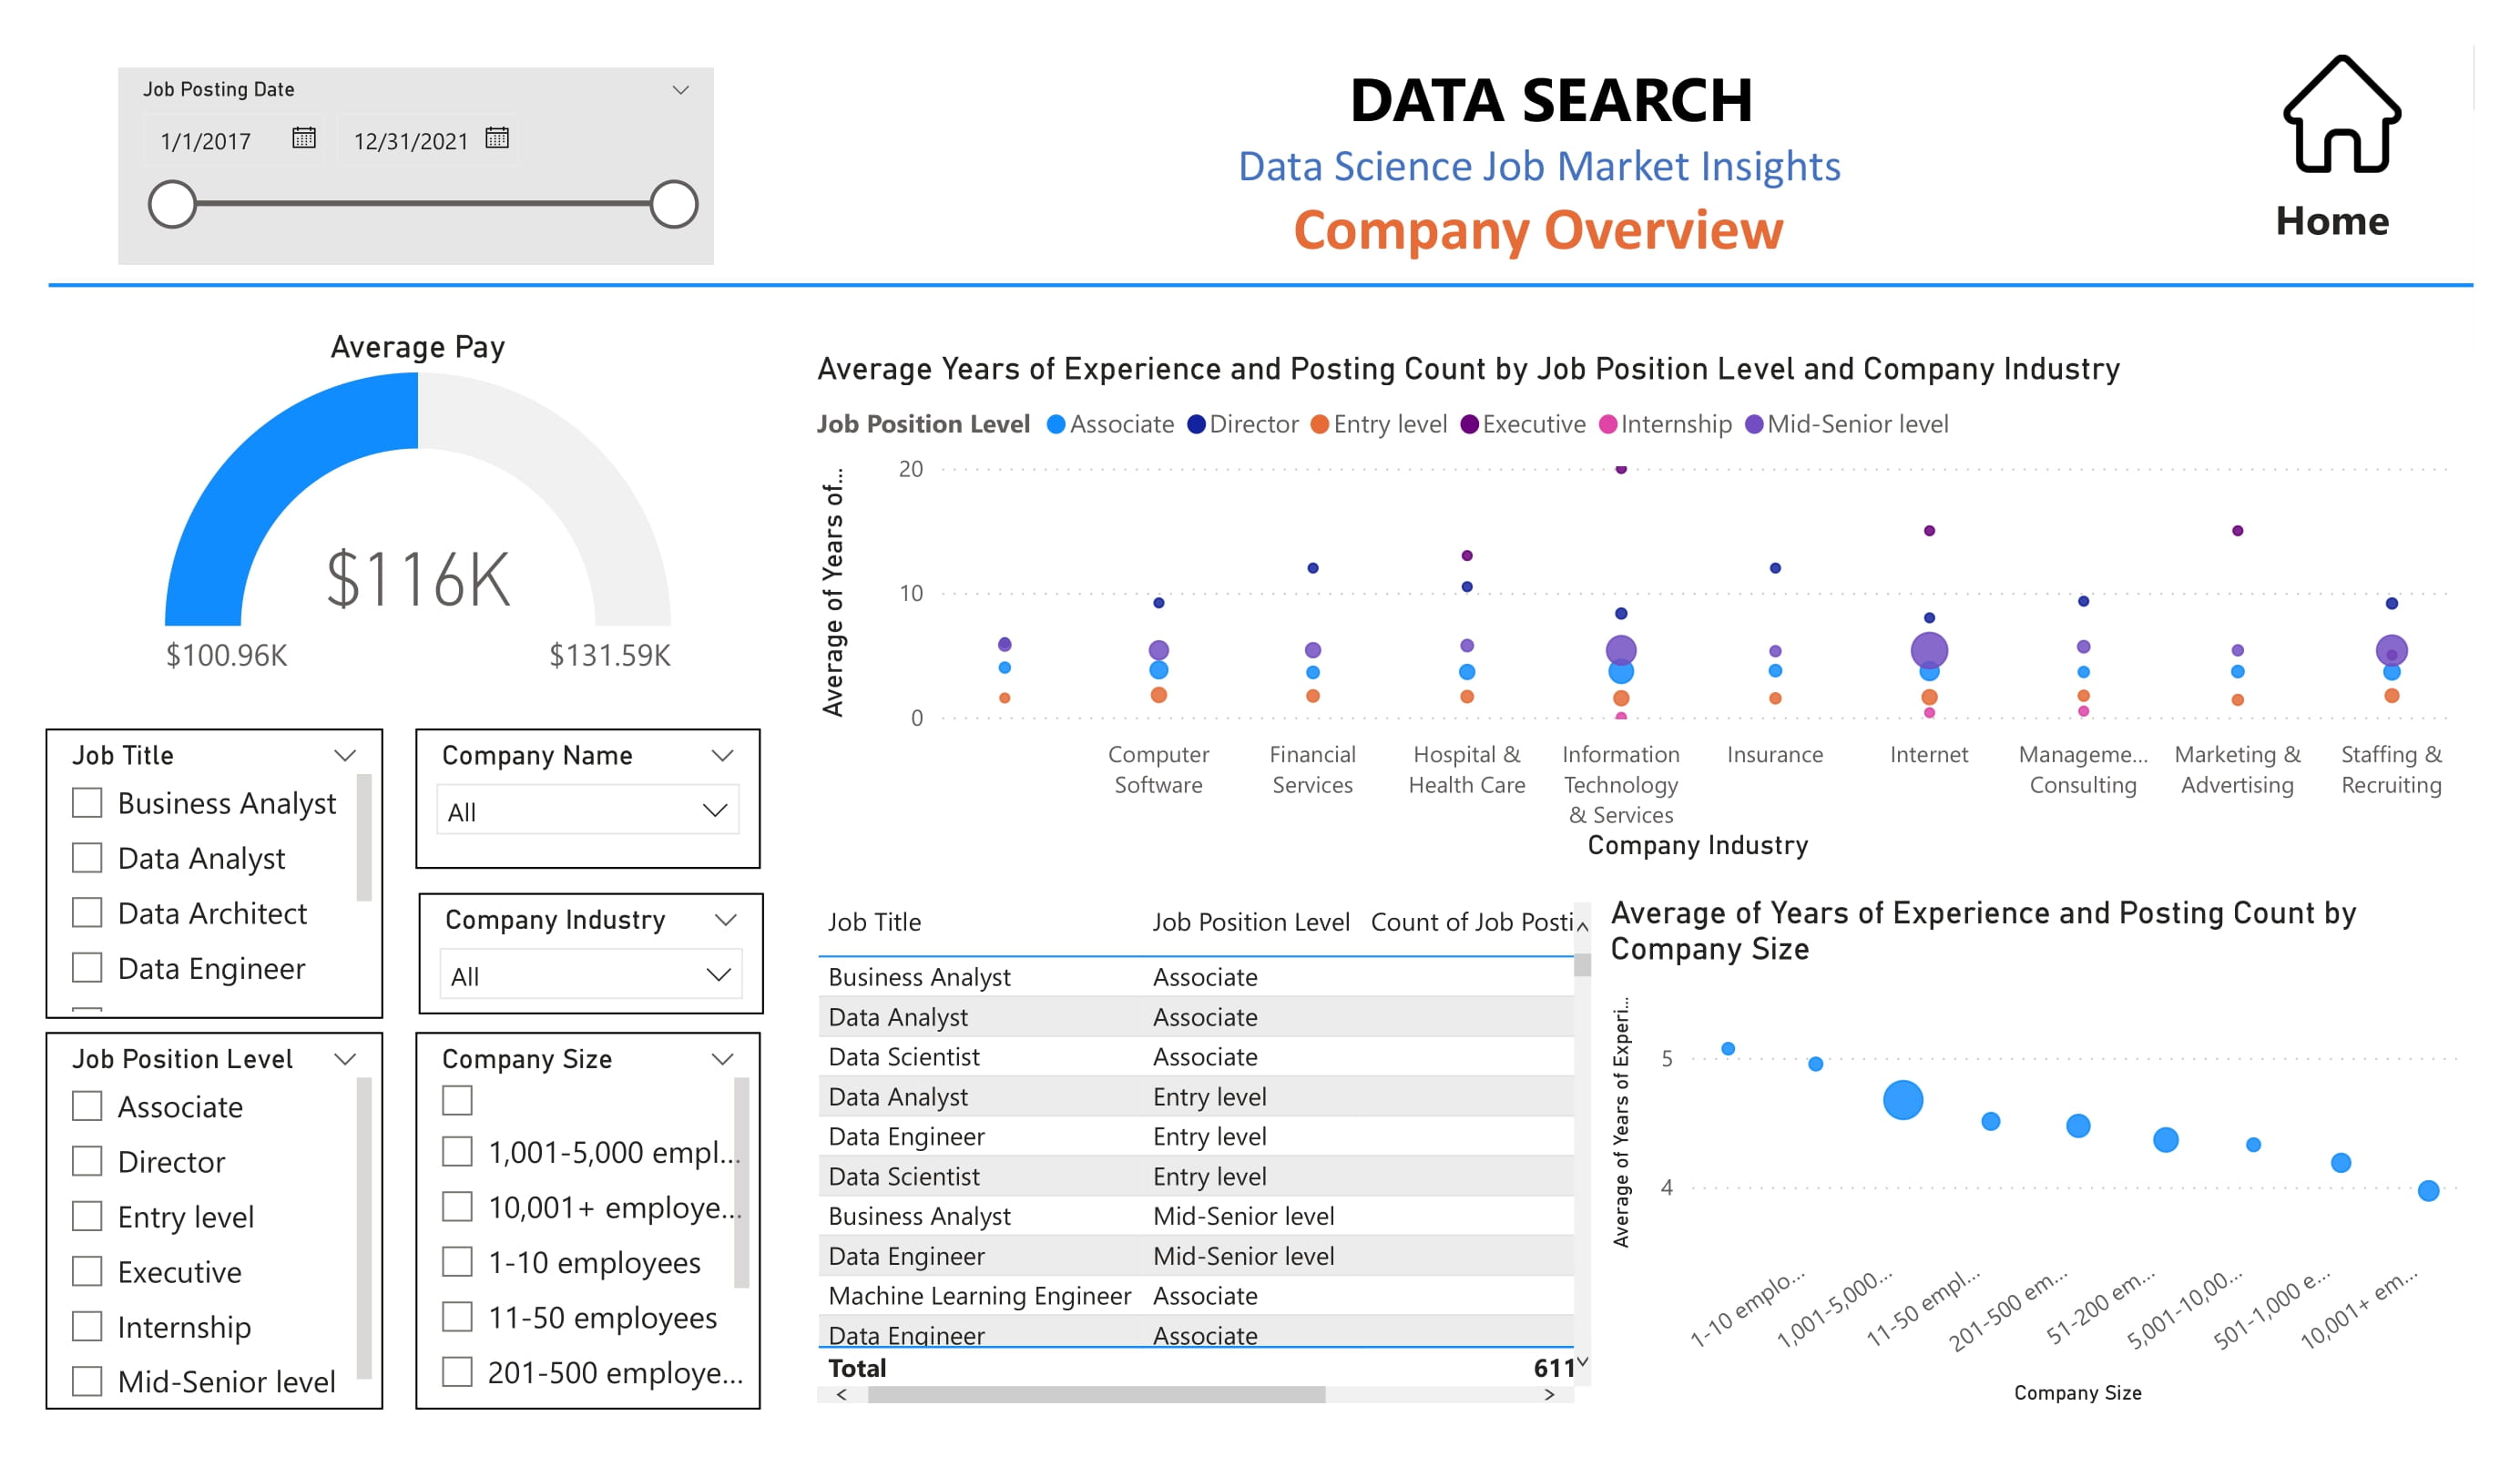 Job Posting Date
1/1/2017 12/31/2021
DATA SEARCH
Data Science Job Market Insights
Company Overview
Home
Average Pay
$116K
$100.96K $131.59K
Average Years of Experience and Posting Count by Job Position Level and Company Industry
Job Position Level Associate Director Entry level Executive Internship Mid-Senior level
Average of Years of...
20
10
0
Computer Software
Financial Services
Hospital & Health Care
Information Technology & Services
Insurance
Internet
Manageme... Consulting
Marketing & Advertising
Staffing & Recruiting
Company Industry
Job Title
Business Analyst
Data Analyst
Data Architect
Data Engineer
Company Name
All
Company Industry
All
Job Position Level
Associate
Director
Entry level
Executive
Internship
Mid-Senior level
Company Size
1,001-5,000 empl...
10,001+ employe...
1-10 employees
11-50 employees
201-500 employe...
Job Title Job Position Level Count of Job Posti
Business Analyst Associate
Data Analyst Associate
Data Scientist Associate
Data Analyst Entry level
Data Engineer Entry level
Data Scientist Entry level
Business Analyst Mid-Senior level
Data Engineer Mid-Senior level
Machine Learning Engineer Associate
Data Engineer Associate
Total 611
Average of Years of Experience and Posting Count by
Company Size
Average of Years of Experi...
5
4
1-10 emplo...
1,001-5,000...
11-50 empl...
201-500 em...
51-200 em...
5,001-10,00...
501-1,000 e...
10,001+ em...
Company Size